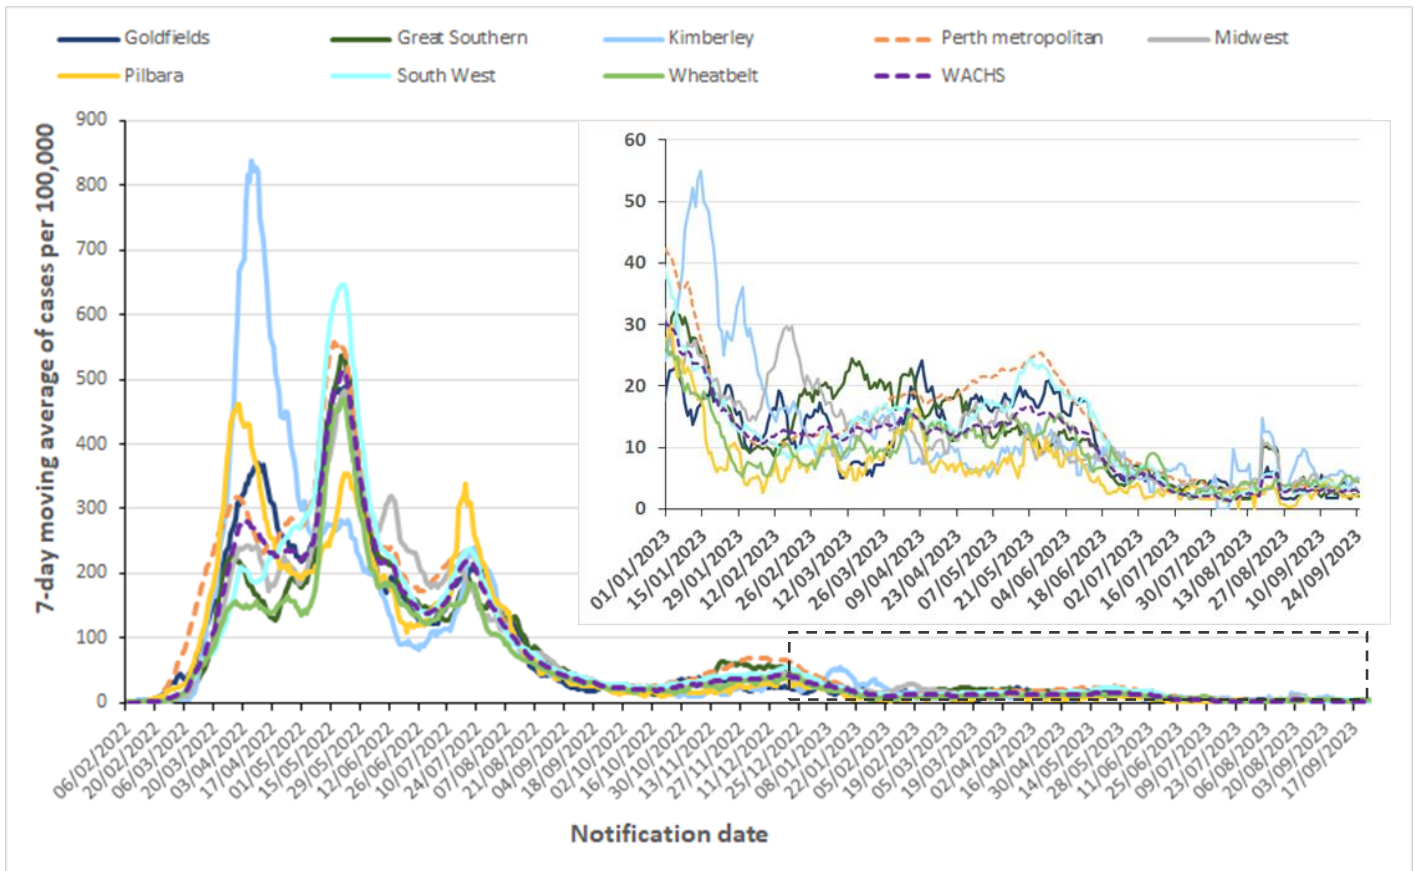 Goldfields Great Southern Kimberley Perth metropolitan Midwest
Pilbara South West Wheatbelt WACHS
7-day moving average of cases per 100,000
900
800
700
600
500
400
300
200
100
0
60
50
40
30
20
10
0
01/01/2023 15/01/2023 29/01/2023 12/02/2023 26/02/2023 12/03/2023 26/03/2023 09/04/2023 23/04/2023 07/05/2023 21/05/2023 04/06/2023 18/06/2023 02/07/2023 16/07/2023 30/07/2023 13/08/2023 27/08/2023 10/09/2023 24/09/2023
06/02/2022 20/02/2022 06/03/2022 20/03/2022 03/04/2022 17/04/2022 01/05/2022 15/05/2022 29/05/2022 12/06/2022 26/06/2022 10/07/2022 24/07/2022 07/08/2022 21/08/2022 04/09/2022 18/09/2022 02/10/2022 16/10/2022 30/10/2022 13/11/2022 27/11/2022 11/12/2022 25/12/2022 08/01/2023 22/01/2023 05/02/2023 19/02/2023 05/03/2023 19/03/2023 02/04/2023 16/04/2023 30/04/2023 14/05/2023 28/05/2023 11/06/2023 25/06/2023 09/07/2023 23/07/2023 06/08/2023 20/08/2023 03/09/2023 17/09/2023
Notification date